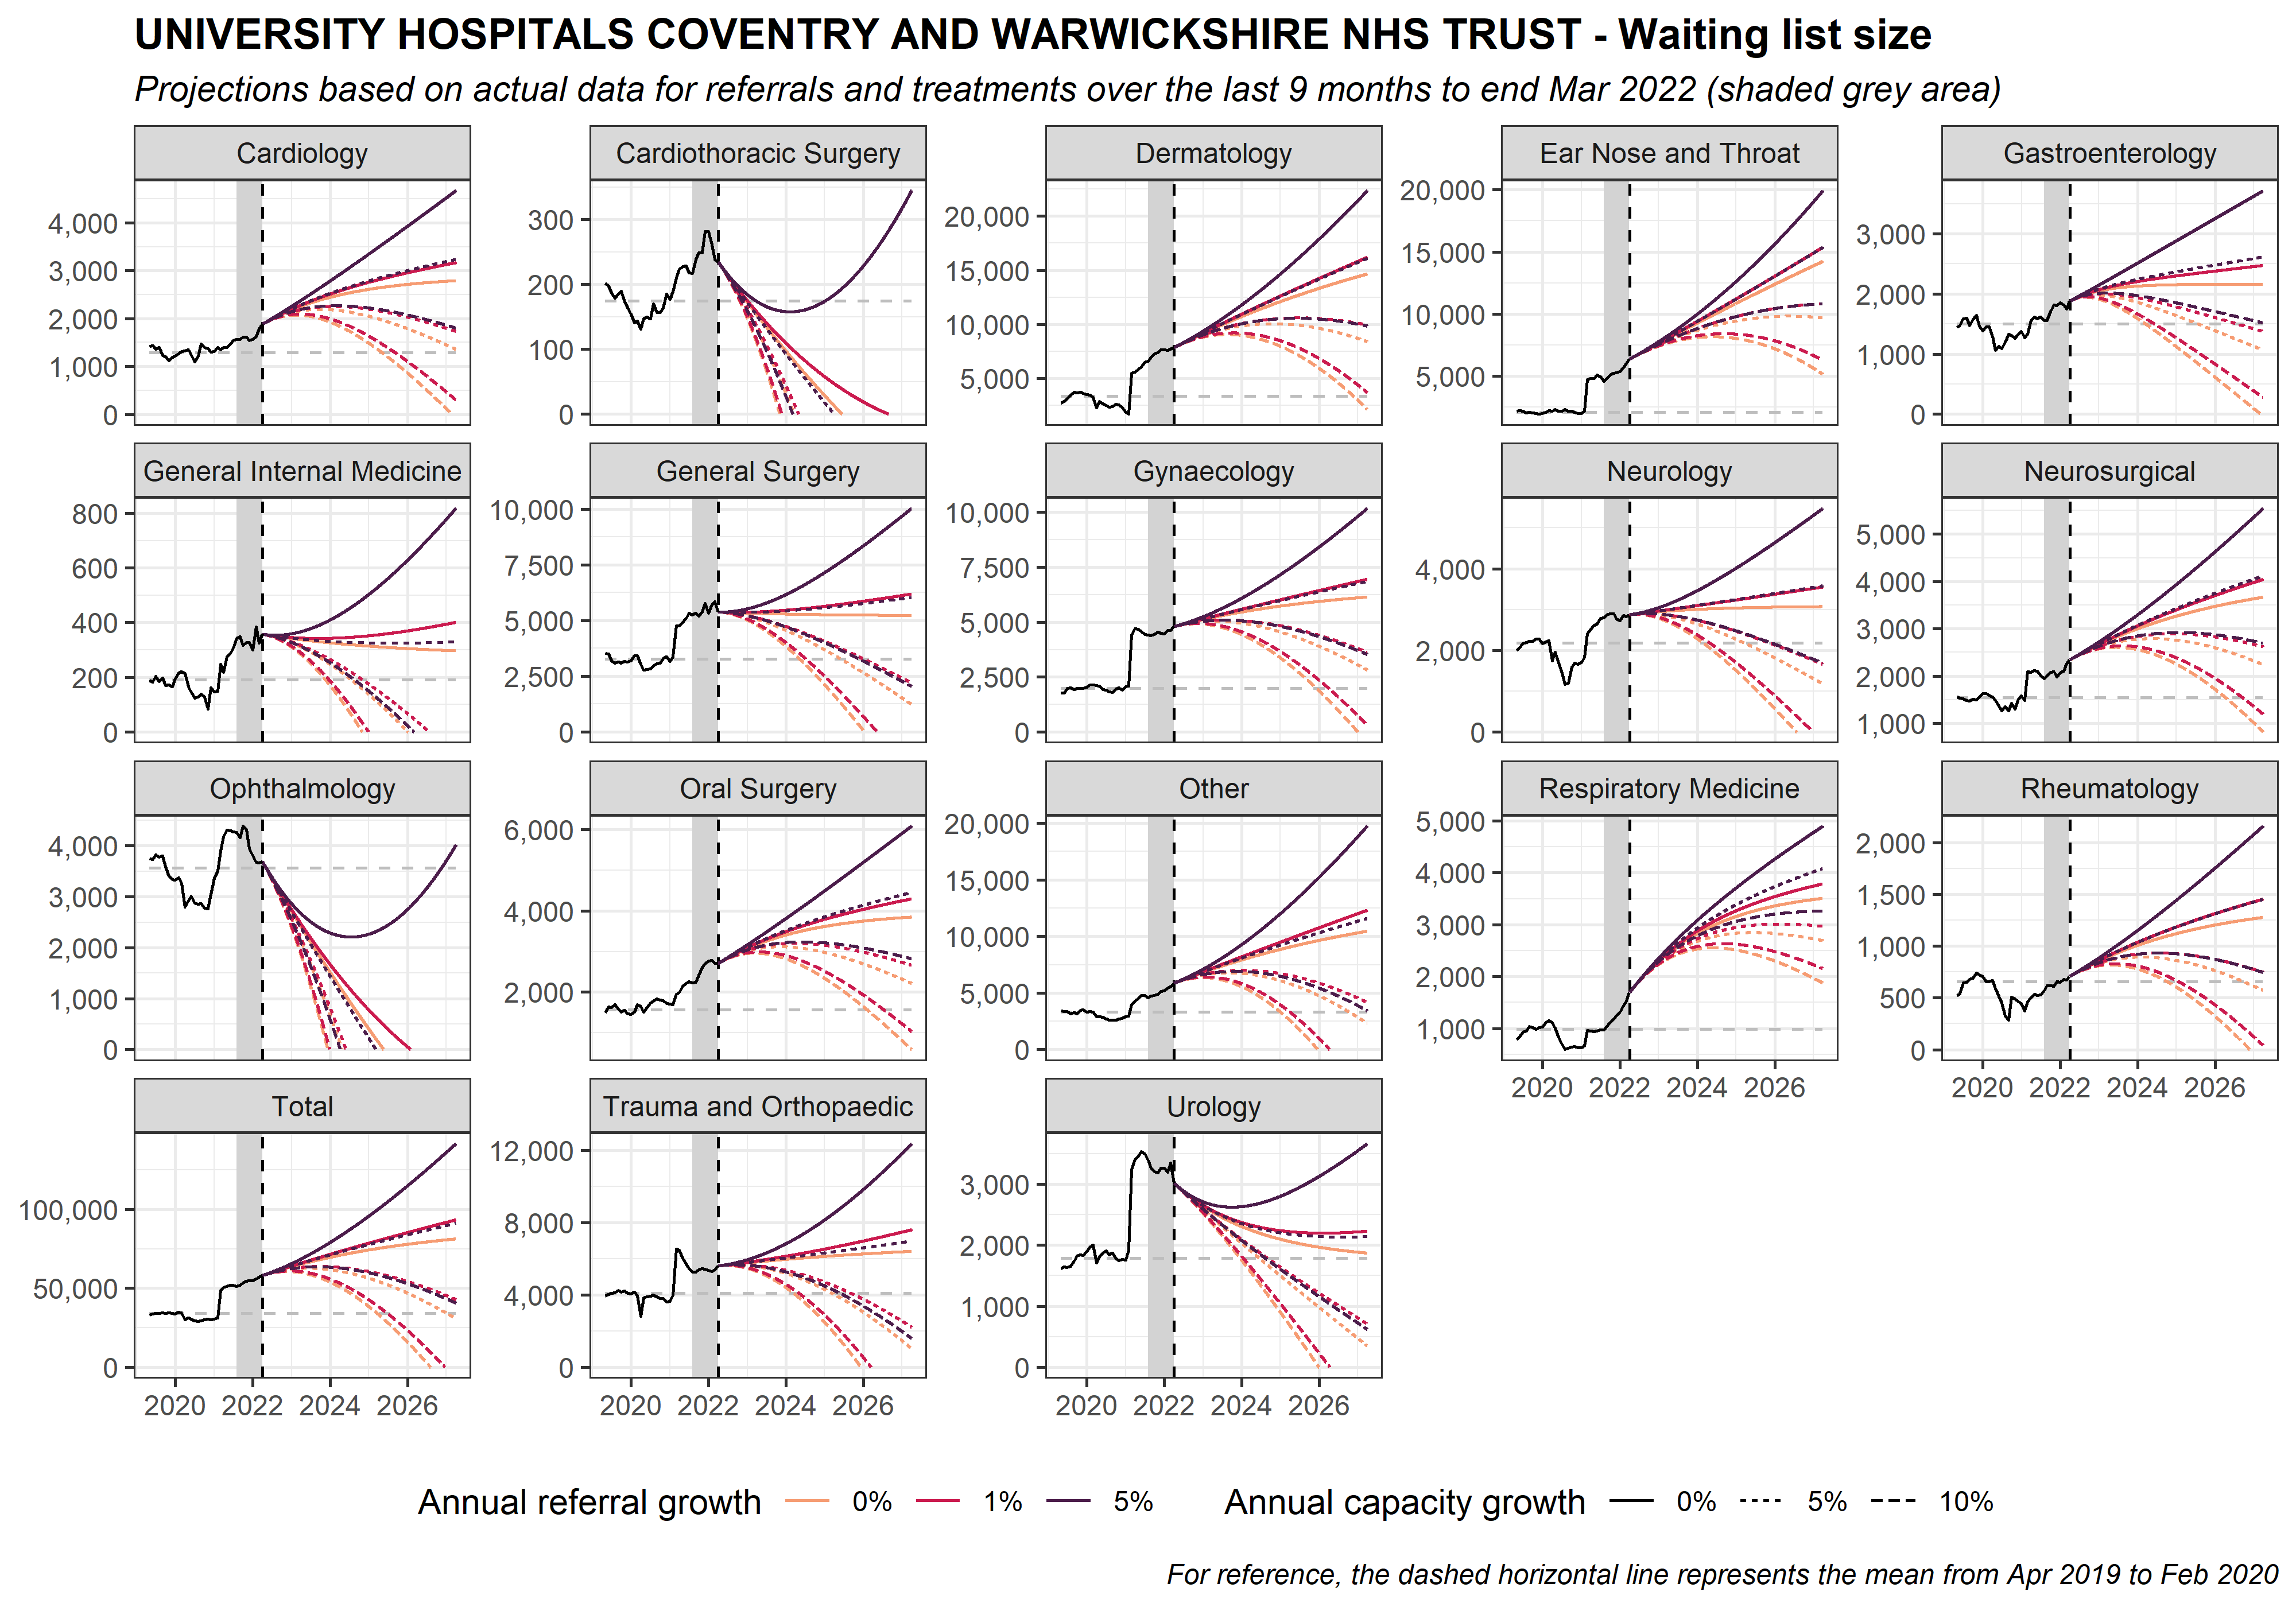 UNIVERSITY HOSPITALS COVENTRY AND WARWICKSHIRE NHS TRUST - Waiting list size
Projections based on actual data for referrals and treatments over the last 9 months to end Mar 2022 (shaded grey area)
Cardiology
4,000
3,000
2,000
1,000
0
Cardiothoracic Surgery
300
200
100
0
Dermatology
20,000
15,000
10,000
5,000
Ear Nose and Throat
20,000
15,000
10,000
5,000
Gastroenterology
3,000
2,000
1,000
0
General Internal Medicine
800
600
400
200
0
General Surgery
10,000
7,500
5,000
2,500
0
Gynaecology
10,000
7,500
5,000
2,500
0
Neurology
4,000
2,000
0
Neurosurgical
5,000
4,000
3,000
2,000
1,000
Ophthalmology
4,000
3,000
2,000
1,000
0
Oral Surgery
6,000
4,000
2,000
Other
20,000
15,000
10,000
5,000
0
Respiratory Medicine
5,000
4,000
3,000
2,000
1,000
2020 2022 2024 2026
Rheumatology
2,000
1,500
1,000
500
0
2020 2022 2024 2026
Total
100,000
50,000
0
2020 2022 2024 2026
Trauma and Orthopaedic
12,000
8,000
4,000
0
2020 2022 2024 2026
Urology
3,000
2,000
1,000
0
2020 2022 2024 2026
Annual referral growth 0% 1% 5% Annual capacity growth 0% 5% 10%
For reference, the dashed horizontal line represents the mean from Apr 2019 to Feb 2020